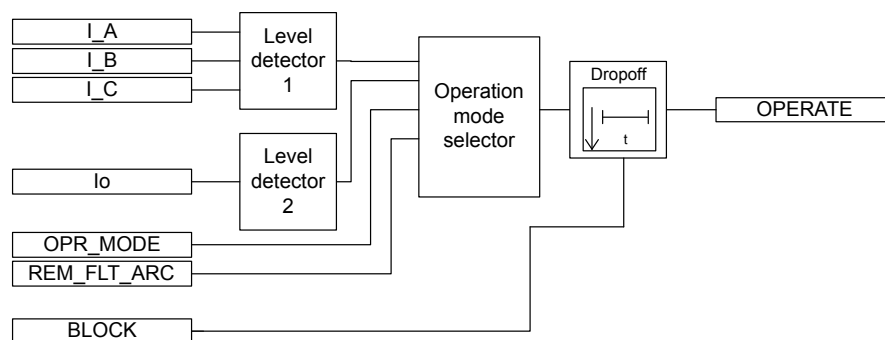 I_A
I_B
I_C
Level
detector
1
Io
Level
detector
2
OPR_MODE
REM_FLT_ARC
BLOCK
Operation
mode
selector
Dropoff
t
OPERATE